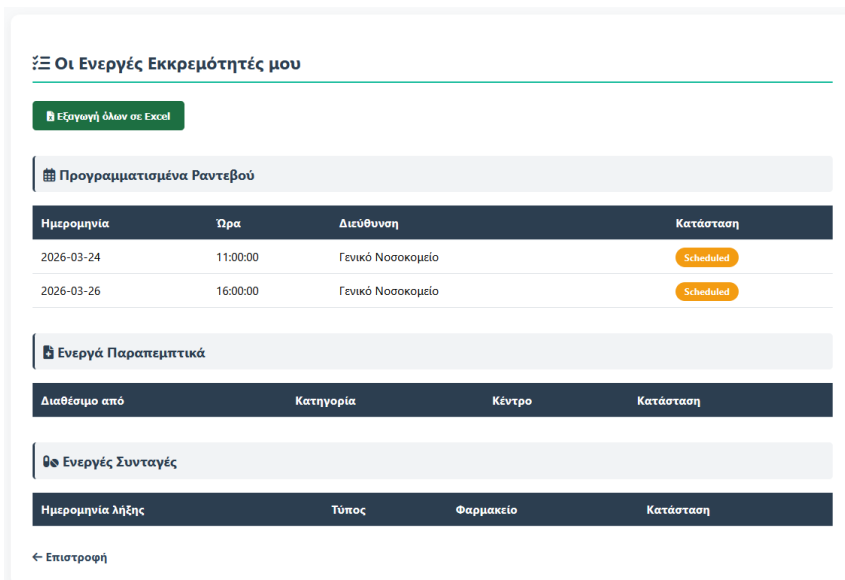 Οι Ενεργές Εκκρεμότητές μου
Εξαγωγή όλων σε Excel
Προγραμματισμένα Ραντεβού
Ημερομηνία Ώρα Διεύθυνση Κατάσταση
2026-03-24 11:00:00 Γενικό Νοσοκομείο Scheduled
2026-03-26 16:00:00 Γενικό Νοσοκομείο Scheduled
Ενεργά Παραπεμπτικά
Διαθέσιμο από Κατηγορία Κέντρο Κατάσταση
Ενεργές Συνταγές
Ημερομηνία λήξης Τύπος Φαρμακείο Κατάσταση
← Επιστροφή